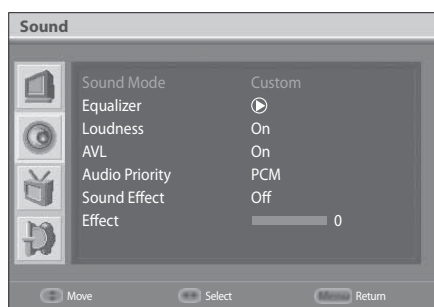 Sound
Sound Mode Custom
Equalizer
Loudness On
AVL On
Audio Priority PCM
Sound Effect Off
Effect 0
Move Select Menu Return